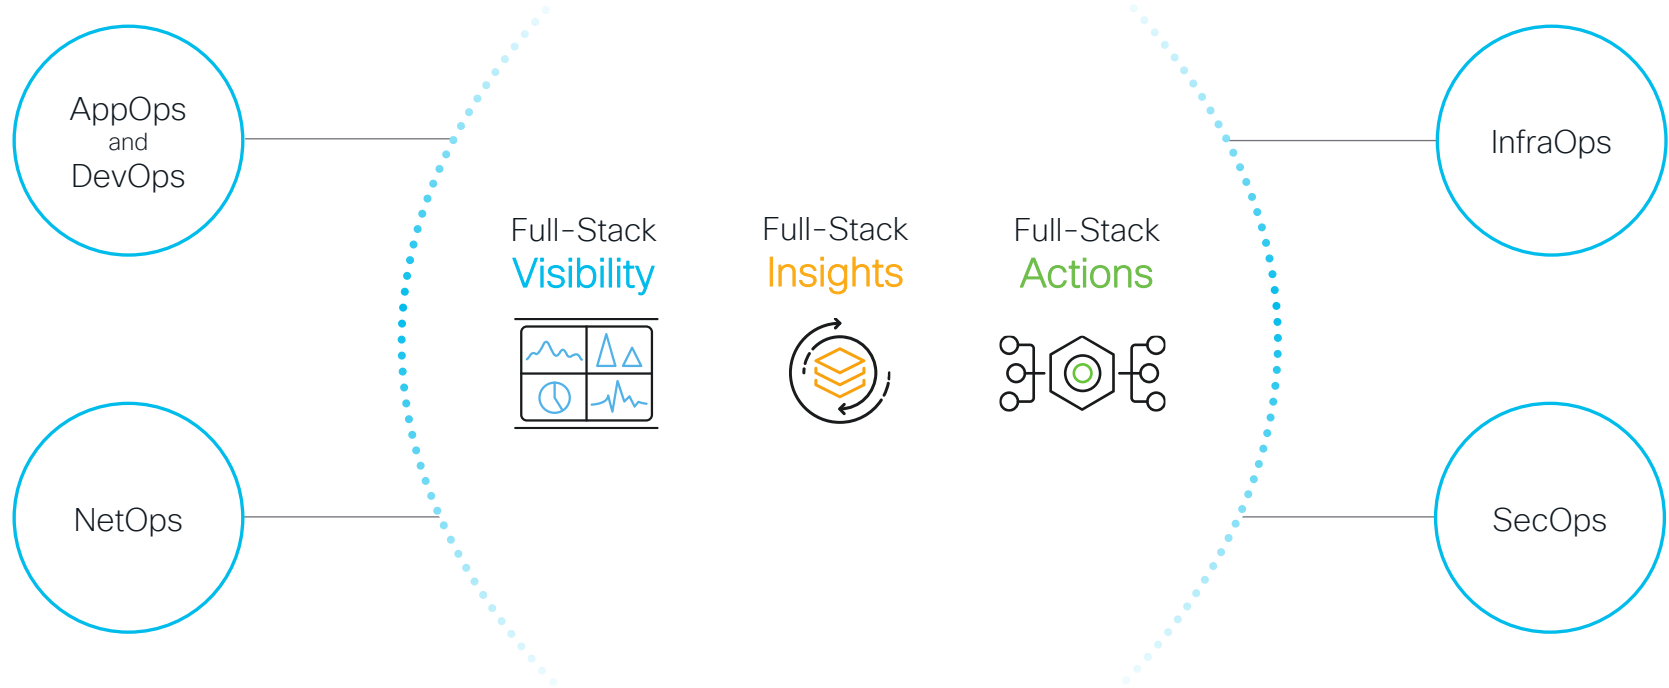 AppOps
and
DevOps
NetOps
Full-Stack
Visibility
Full-Stack
Insights
Full-Stack
Actions
InfraOps
SecOps